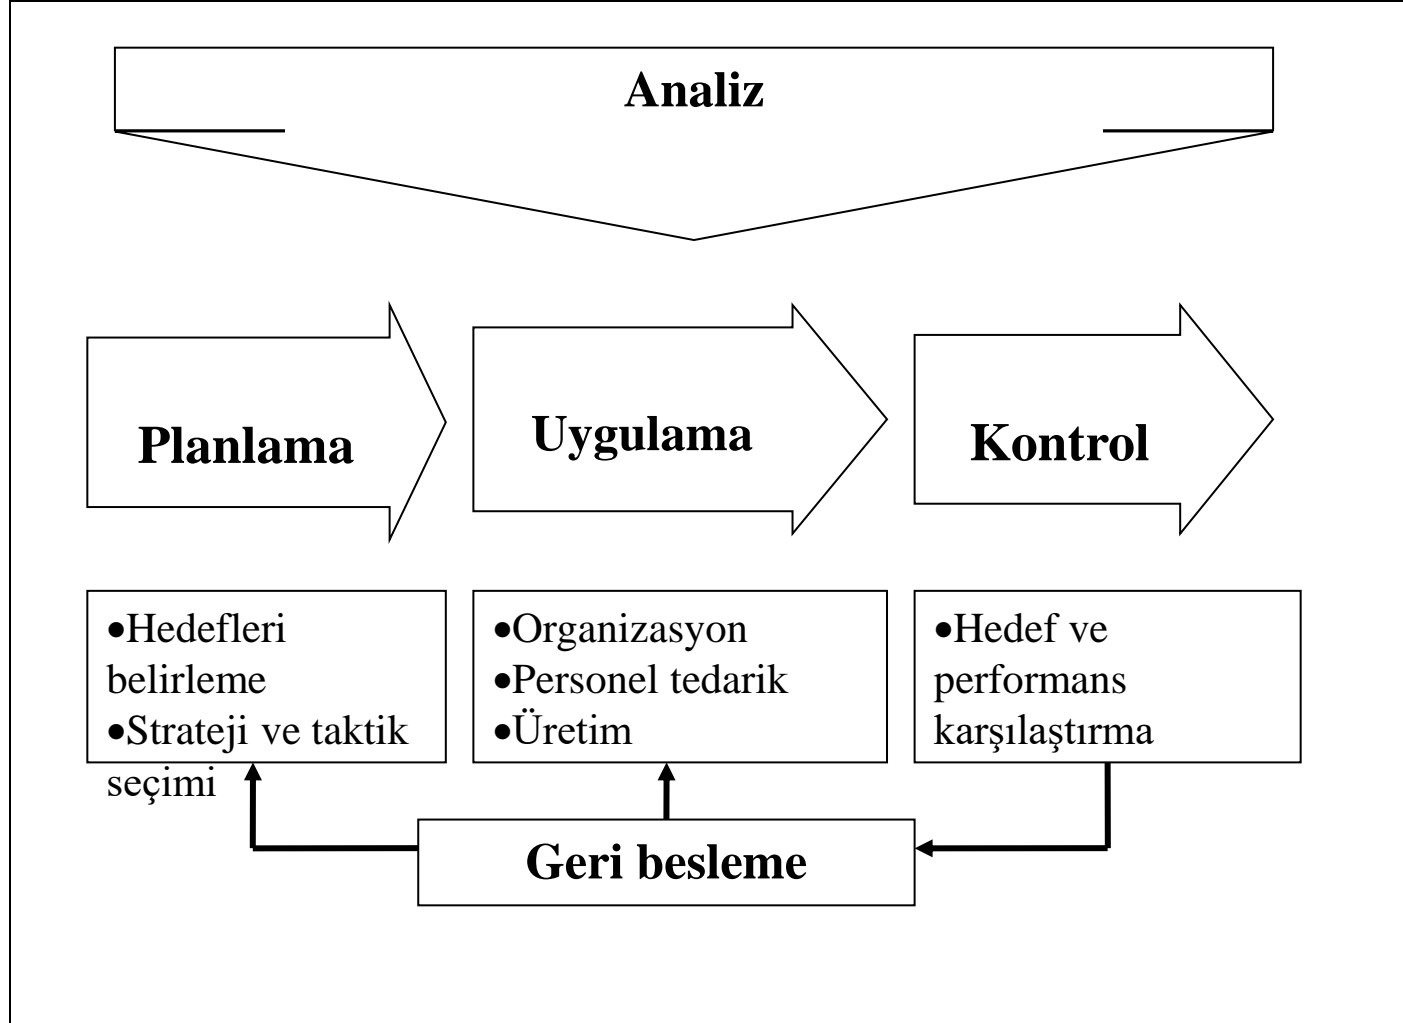 Analiz
Planlama
Uygulama
Kontrol
•Hedefleri
belirleme
•Strateji ve taktik
seçimi
•Organizasyon
•Personel tedarik
•Üretim
•Hedef ve
performans
karşılaştırma
Geri besleme